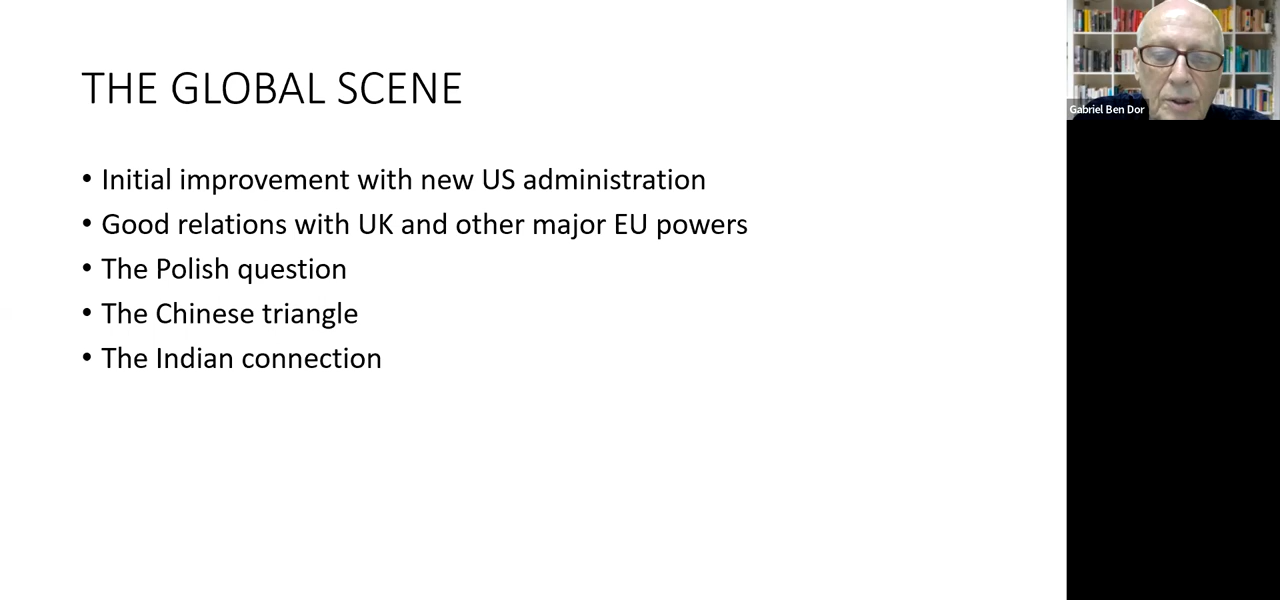 THE GLOBAL SCENE
• Initial improvement with new US administration
• Good relations with UK and other major EU powers
• The Polish question
• The Chinese triangle
• The Indian connection
Gabriel Ben Dor